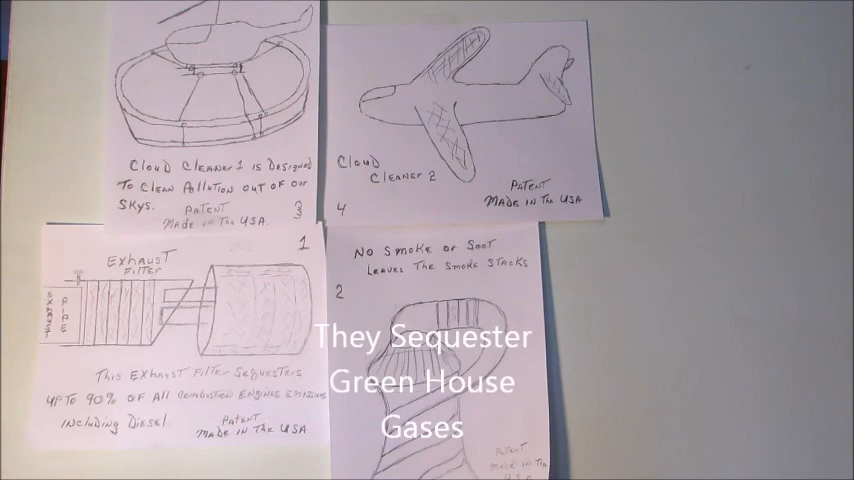 Cloud Cleaner 1 is Designed
To Clean Pollution out of our
Skys.
Patent
Made in The USA.
3
Cloud
Cleaner 2
Patent
Made in The USA
4
1
Exhaust
Filter
Exhaust
Pipe
This Exhaust Filter Sequesters
up to 90% of All Combustion Engine Emissions
including Diesel
Patent
Made in The USA.
No Smoke or Soot
Leaves The Smoke Stacks
2
Patent
Made in The
U.S.A
They Sequester
Green House
Gases